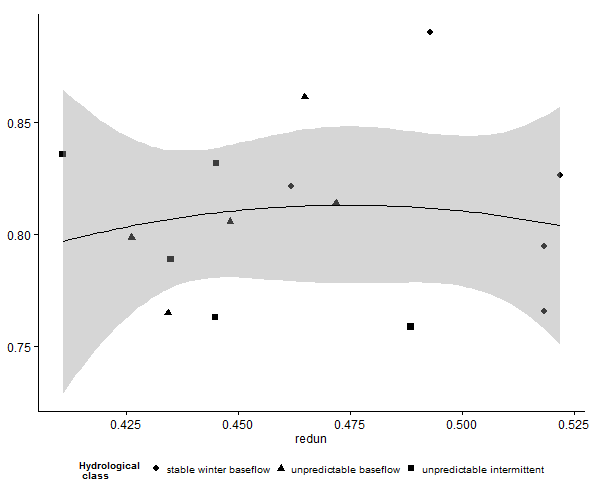 0.85
0.80
0.75
0.425 0.450 0.475 0.500 0.525
redun
Hydrological
class
stable winter baseflow unpredictable baseflow unpredictable intermittent